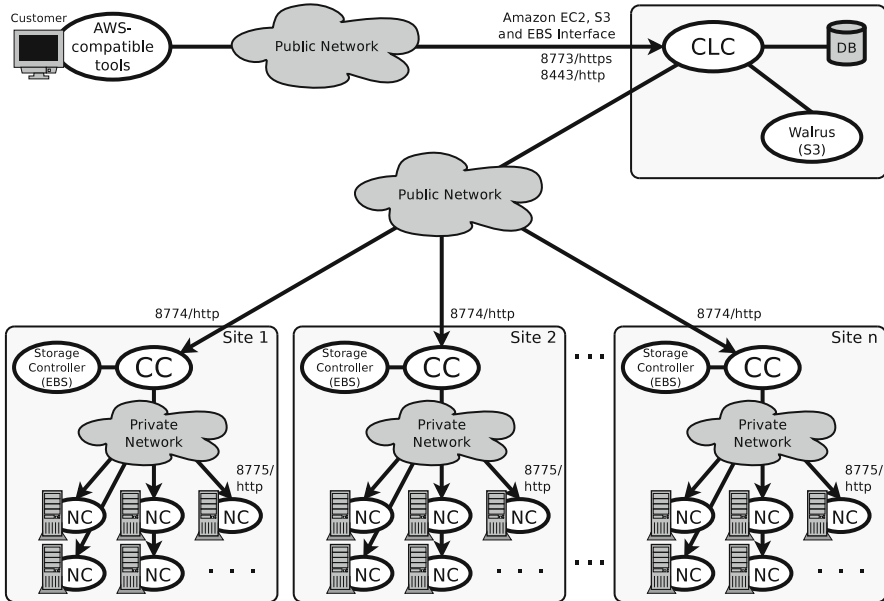 Customer
AWS-
compatible
tools
Public Network
Amazon EC2, S3
and EBS Interface
8773/https
8443/http
CLC
DB
Walrus
(S3)
Public Network
8774/http
8774/http
8774/http
Site 1
Storage
Controller
(EBS)
CC
Private
Network
8775/
http
NC
NC
NC
NC
NC
. . .
Site 2
Storage
Controller
(EBS)
CC
Private
Network
8775/
http
NC
NC
NC
NC
NC
. . .
. . .
. . .
Site n
Storage
Controller
(EBS)
CC
Private
Network
8775/
http
NC
NC
NC
NC
NC
. . .